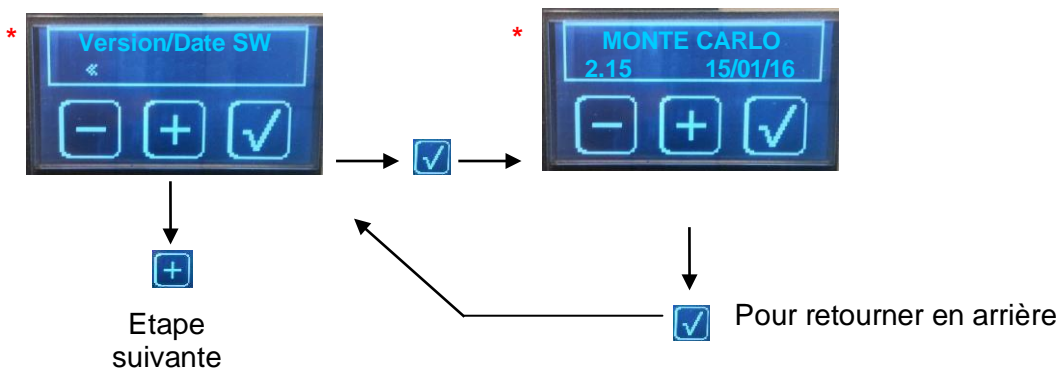 * Version/Date SW
«
* MONTE CARLO
2.15 15/01/16
Etape
suivante
Pour retourner en arrière